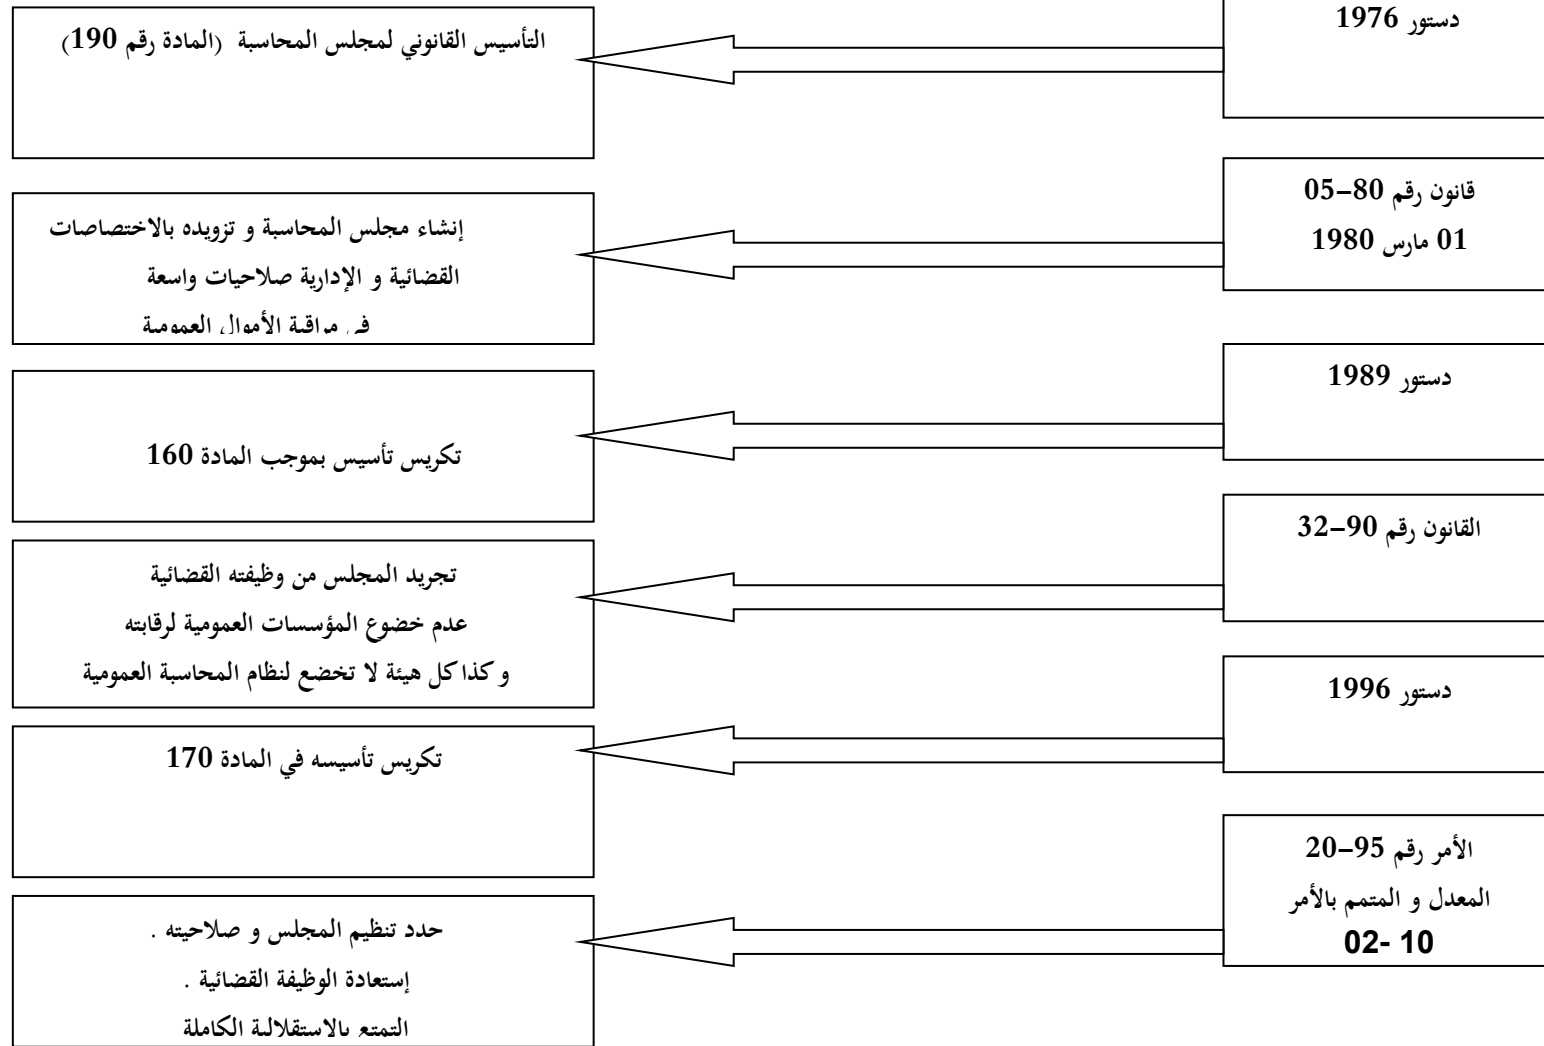 دستور 1976
التأسيس القانوني لمجلس المحاسبة (المادة رقم 190)
قانون رقم 80-05
01 مارس 1980
إنشاء مجلس المحاسبة و تزويده بالاختصاصات
القضائية و الإدارية صلاحيات واسعة
في مراقبة الأموال العمومية
دستور 1989
تكريس تأسيس بموجب المادة 160
القانون رقم 90-32
تجريد المجلس من وظيفته القضائية
عدم خضوع المؤسسات العمومية لرقابته
و كذا كل هيئة لا تخضع لنظام المحاسبة العمومية
دستور 1996
تكريس تأسيسه في المادة 170
الأمر رقم 95-20
المعدل و المتمم بالأمر
02- 10
حدد تنظيم المجلس و صلاحيته .
إستعادة الوظيفة القضائية .
التمتع بالاستقلالية الكاملة